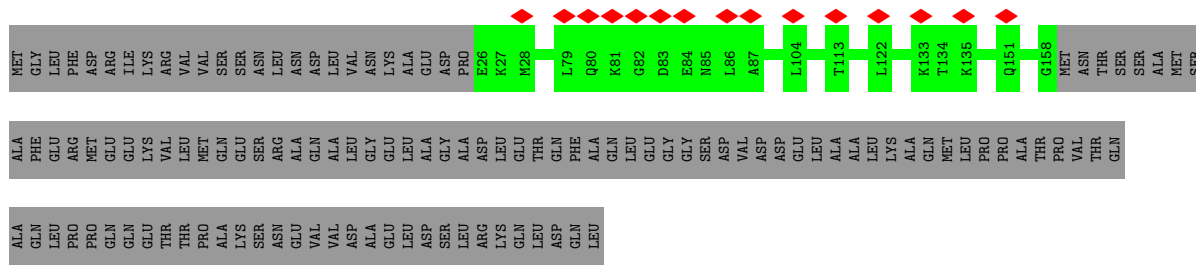 MET GLY LEU PHE ASP ARG ILE LYS ARG VAL VAL SER SER ASN LEU ASN ASP LEU VAL ASN LYS ALA GLU ASP PRO E26 K27 M28 L79 Q80 K81 G82 D83 E84 N85 L86 A87 L104 T113 L122 K133 T134 K135 Q151 G158 MET ASN THR SER SER ALA MET SER
ALA PHE GLU ARG MET GLU GLU LYS VAL LEU MET GLN GLU SER ARG ALA GLN ALA LEU GLY GLU LEU ALA GLY ALA ASP LEU GLU THR GLN PHE ALA GLN LEU GLU GLY GLY SER ASP VAL ASP ASP GLU LEU ALA ALA LEU LYS ALA GLN MET LEU PRO PRO ALA THR PRO VAL THR GLN
ALA GLN LEU PRO PRO GLN GLN GLU THR THR PRO ALA LYS SER ASN GLU VAL VAL ASP ALA GLU LEU ASP SER LEU ARG LYS GLN LEU ASP GLN LEU